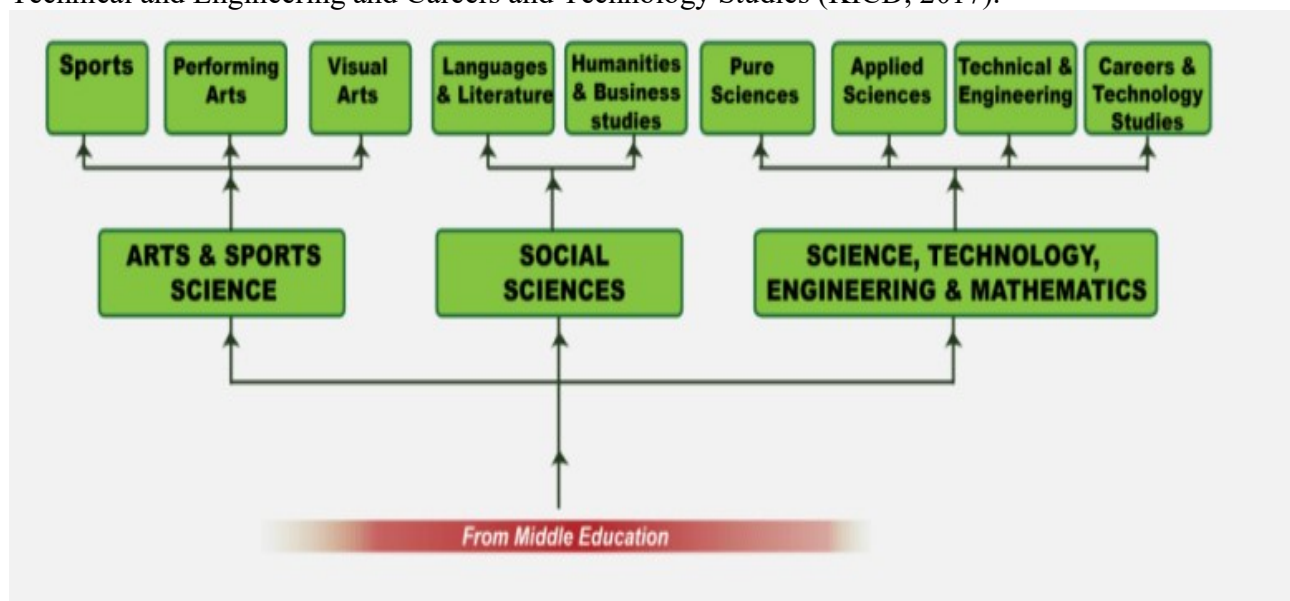 Technical and Engineering and Careers and Technology Studies (KICD, 2017).
Sports
Performing
Arts
Visual
Arts
Languages
& Literature
Humanities
& Business
studies
Pure
Sciences
Applied
Sciences
Technical &
Engineering
Careers &
Technology
Studies
ARTS & SPORTS
SCIENCE
SOCIAL
SCIENCES
SCIENCE, TECHNOLOGY,
ENGINEERING & MATHEMATICS
From Middle Education